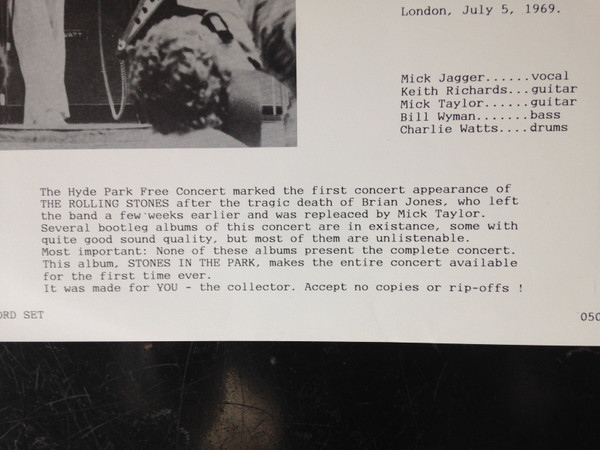 London, July 5, 1969.
Mick Jagger......vocal
Keith Richards...guitar
Mick Taylor......guitar
Bill Wyman.......bass
Charlie Watts....drums
The Hyde Park Free Concert marked the first concert appearance of
THE ROLLING STONES after the tragic death of Brian Jones, who left
the band a few weeks earlier and was repleaced by Mick Taylor.
Several bootleg albums of this concert are in existance, some with
quite good sound quality, but most of them are unlistenable.
Most important: None of these albums present the complete concert.
This album, STONES IN THE PARK, makes the entire concert available
for the first time ever.
It was made for YOU - the collector. Accept no copies or rip-offs !
ORD SET
050